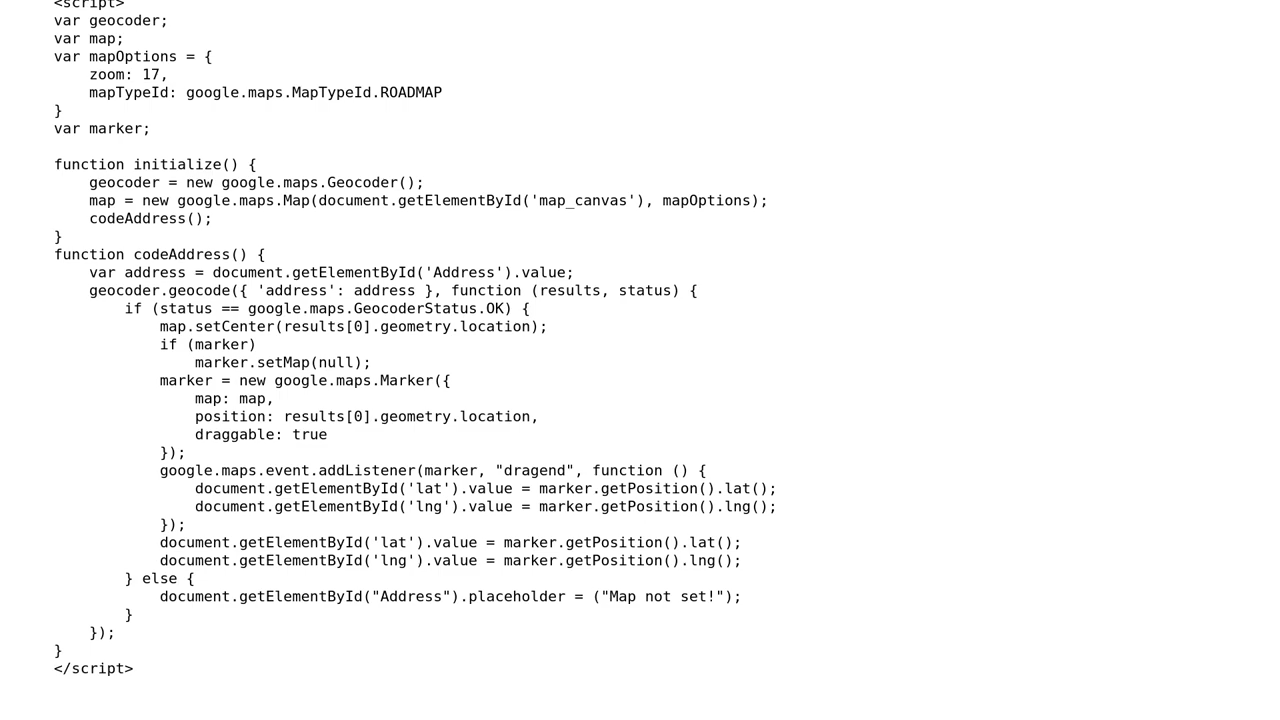 <script>
var geocoder;
var map;
var mapOptions = {
    zoom: 17,
    mapTypeId: google.maps.MapTypeId.ROADMAP
}
var marker;

function initialize() {
    geocoder = new google.maps.Geocoder();
    map = new google.maps.Map(document.getElementById('map_canvas'), mapOptions);
    codeAddress();
}
function codeAddress() {
    var address = document.getElementById('Address').value;
    geocoder.geocode({ 'address': address }, function (results, status) {
        if (status == google.maps.GeocoderStatus.OK) {
            map.setCenter(results[0].geometry.location);
            if (marker)
                marker.setMap(null);
            marker = new google.maps.Marker({
                map: map,
                position: results[0].geometry.location,
                draggable: true
            });
            google.maps.event.addListener(marker, "dragend", function () {
                document.getElementById('lat').value = marker.getPosition().lat();
                document.getElementById('lng').value = marker.getPosition().lng();
            });
            document.getElementById('lat').value = marker.getPosition().lat();
            document.getElementById('lng').value = marker.getPosition().lng();
        } else {
            document.getElementById("Address").placeholder = ("Map not set!");
        }
    });
}
</script>